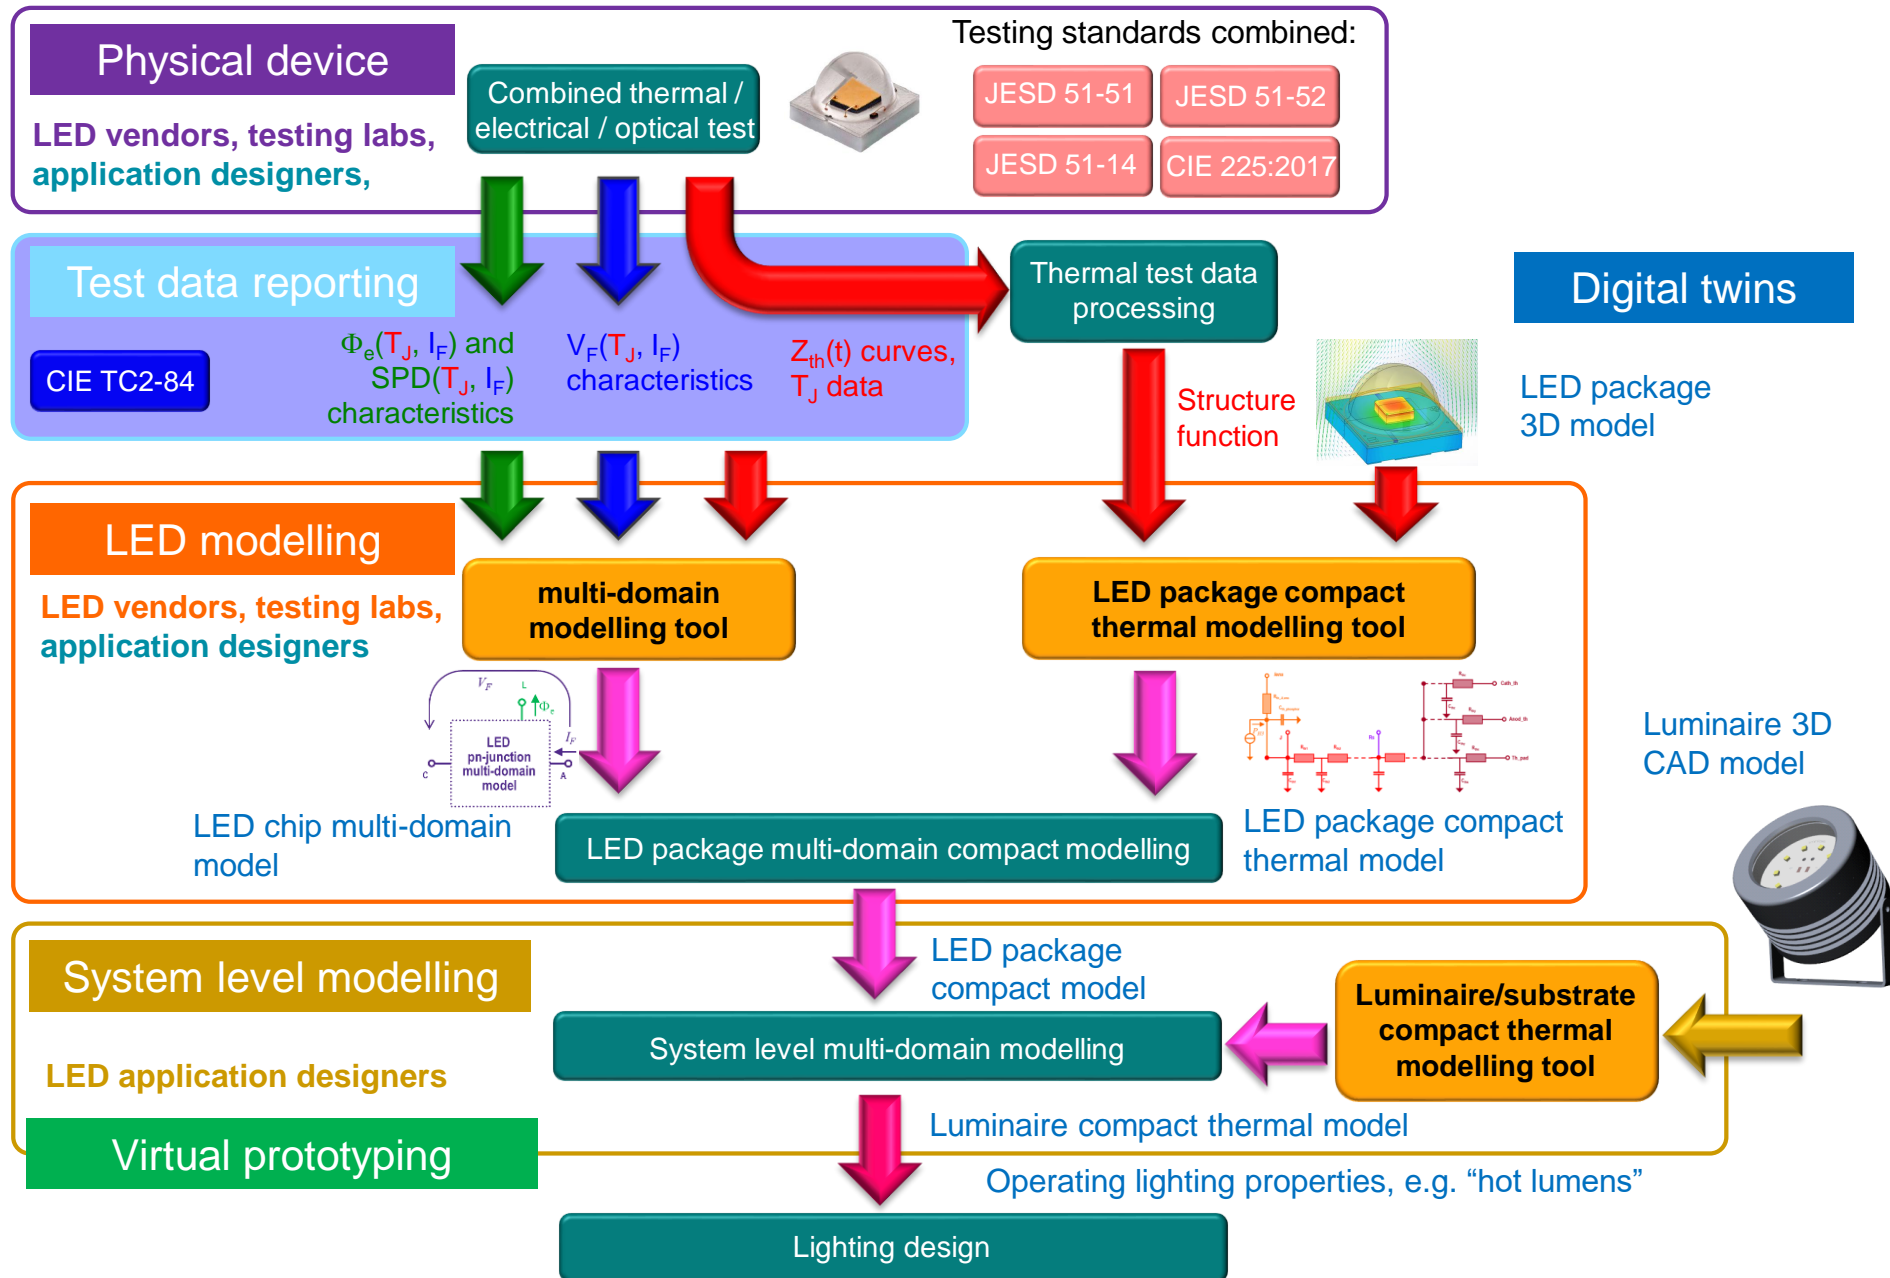 Physical device
LED vendors, testing labs,
application designers,
Combined thermal /
electrical / optical test
Testing standards combined:
JESD 51-51
JESD 51-52
JESD 51-14
CIE 225:2017
Test data reporting
CIE TC2-84
Φe(TJ, IF) and
SPD(TJ, IF)
characteristics
VF(TJ, IF)
characteristics
Zth(t) curves,
TJ data
Thermal test data
processing
Structure
function
Digital twins
LED package
3D model
LED modelling
LED vendors, testing labs,
application designers
multi-domain
modelling tool
LED package compact
thermal modelling tool
VF
L
Φe
IF
LED
pn-junction
multi-domain
model
C
A
Cath_th
Anod_th
Th_pad
LED chip multi-domain
model
LED package multi-domain compact modelling
LED package compact
thermal model
Luminaire 3D
CAD model
System level modelling
LED application designers
LED package
compact model
System level multi-domain modelling
Luminaire/substrate
compact thermal
modelling tool
Luminaire compact thermal model
Virtual prototyping
Operating lighting properties, e.g. “hot lumens”
Lighting design